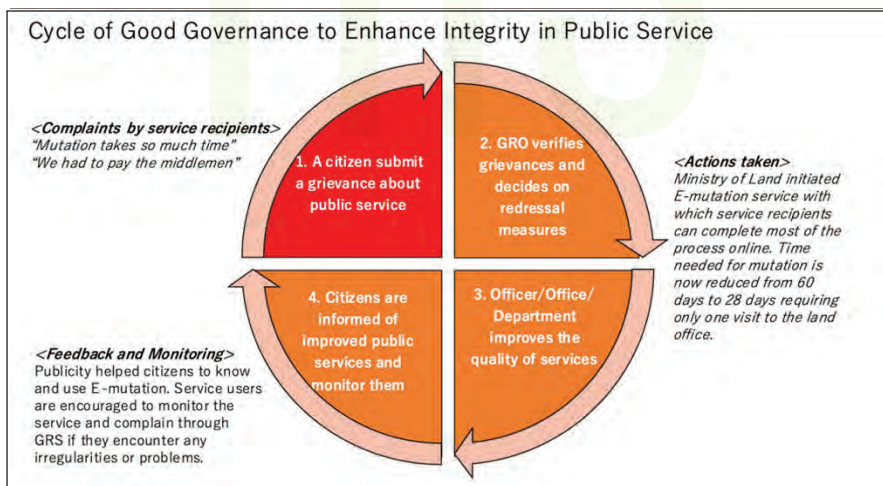 Cycle of Good Governance to Enhance Integrity in Public Service
<Complaints by service recipients>
“Mutation takes so much time”
“We had to pay the middlemen”
1. A citizen submit
a grievance about
public service
2. GRO verifies
grievances and
decides on
redressal
measures
<Actions taken>
Ministry of Land initiated
E-mutation service with
which service recipients
can complete most of the
process online. Time
needed for mutation is
now reduced from 60
days to 28 days requiring
only one visit to the land
office.
3. Officer/Office/
Department
improves the
quality of services
4. Citizens are
informed of
improved public
services and
monitor them
<Feedback and Monitoring>
Publicity helped citizens to know
and use E-mutation. Service users
are encouraged to monitor the
service and complain through
GRS if they encounter any
irregularities or problems.